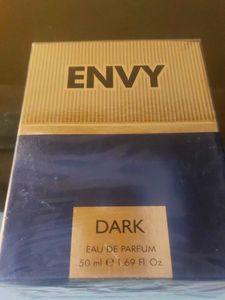 ENVY
DARK
EAU DE PARFUM
50 ml ℮ 1.69 Fl. Oz.